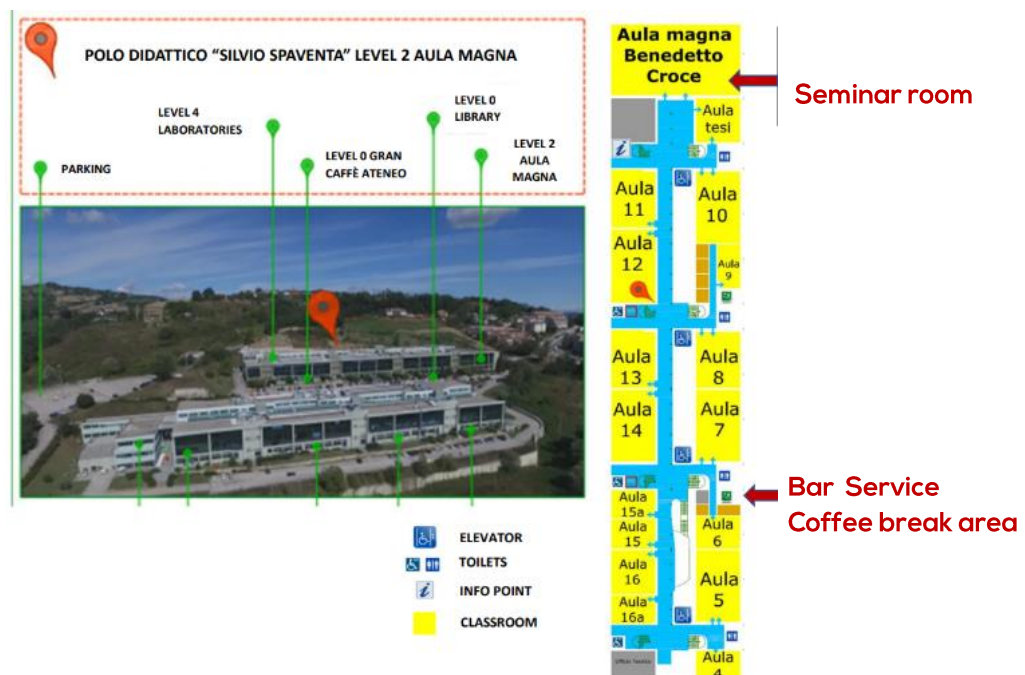 POLO DIDATTICO "SILVIO SPAVENTA" LEVEL 2 AULA MAGNA
LEVEL 4
LABORATORIES
LEVEL 0
LIBRARY
PARKING
LEVEL 0 GRAN
CAFFÈ ATENEO
LEVEL 2
AULA
MAGNA
ELEVATOR
TOILETS
i
INFO POINT
CLASSROOM
Aula magna
Benedetto
Croce
Seminar room
Aula
tesi
i
Aula
11
Aula
10
Aula
12
Aula
9
Aula
13
Aula
8
Aula
14
Aula
7
Bar Service
Coffee break area
Aula
15a
Aula
15
Aula
6
Aula
16
Aula
5
Aula
16a
Aula
4